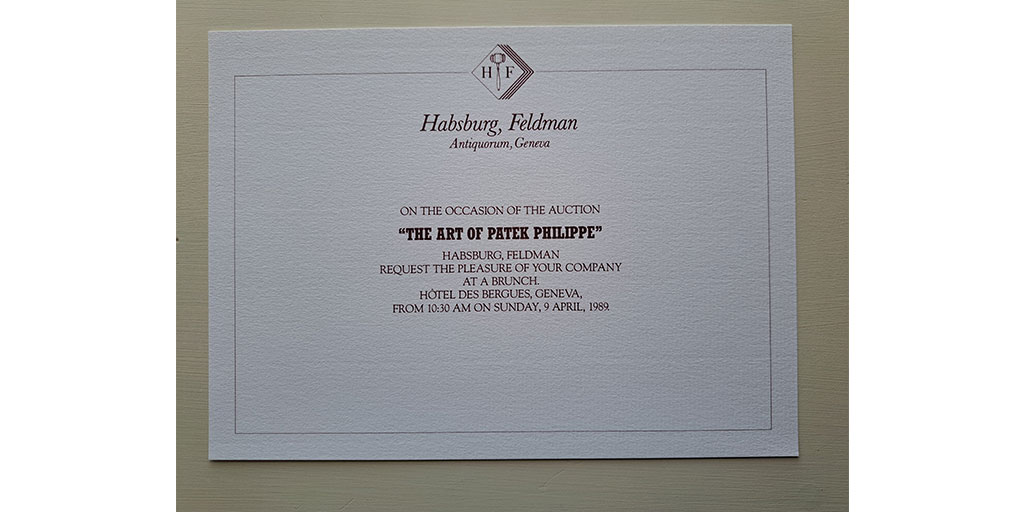 H F
Habsburg, Feldman
Antiquorum, Geneva
ON THE OCCASION OF THE AUCTION
“THE ART OF PATEK PHILIPPE”
HABSBURG, FELDMAN
REQUEST THE PLEASURE OF YOUR COMPANY
AT A BRUNCH.
HÔTEL DES BERGUES, GENEVA,
FROM 10:30 AM ON SUNDAY, 9 APRIL, 1989.